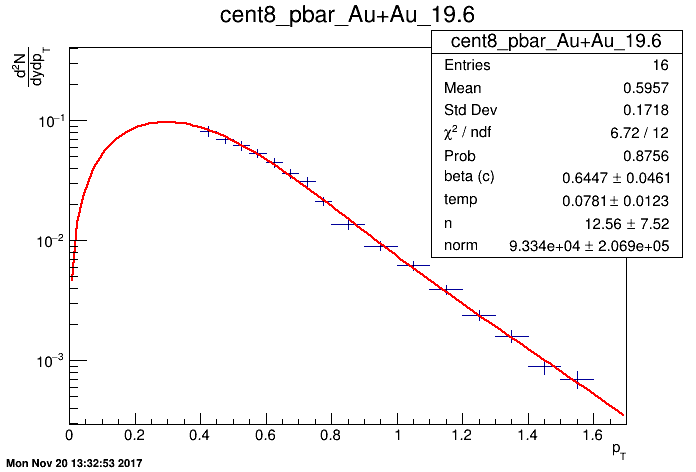 cent8_pbar_Au+Au_19.6
cent8_pbar_Au+Au_19.6
Entries 16
Mean 0.5957
Std Dev 0.1718
χ² / ndf 6.72 / 12
Prob 0.8756
beta (c) 0.6447 ± 0.0461
temp 0.0781 ± 0.0123
n 12.56 ± 7.52
norm 9.334e+04 ± 2.069e+05
d²N
dydp_T
10⁻¹
10⁻²
10⁻³
0 0.2 0.4 0.6 0.8 1 1.2 1.4 1.6
p_T
Mon Nov 20 13:32:53 2017